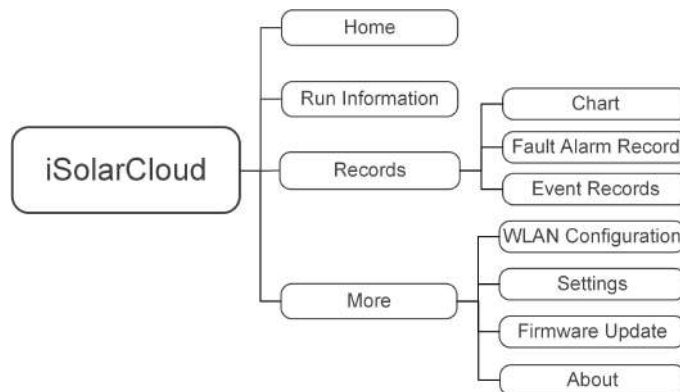 iSolarCloud
Home
Run Information
Records
Chart
Fault Alarm Record
Event Records
More
WLAN Configuration
Settings
Firmware Update
About